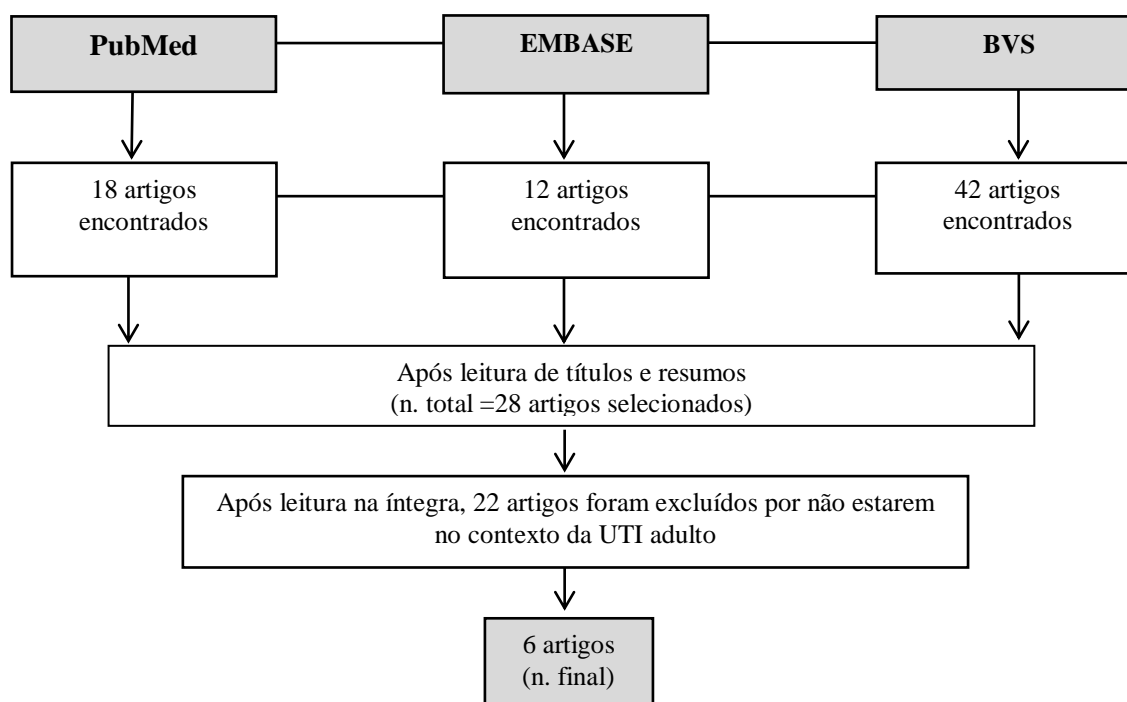 PubMed
EMBASE
BVS
18 artigos
encontrados
12 artigos
encontrados
42 artigos
encontrados
Após leitura de títulos e resumos
(n. total =28 artigos selecionados)
Após leitura na íntegra, 22 artigos foram excluídos por não estarem
no contexto da UTI adulto
6 artigos
(n. final)